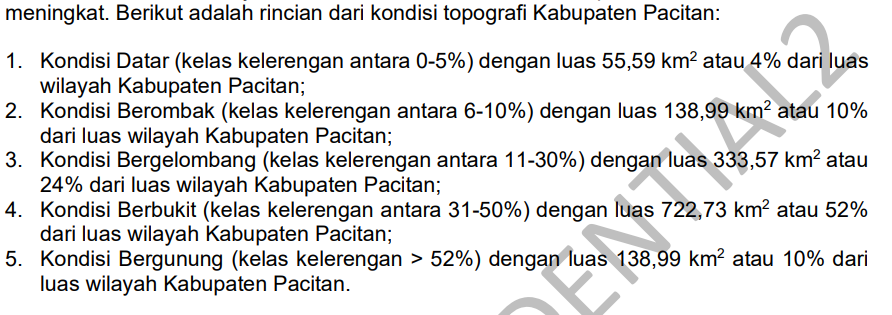 meningkat. Berikut adalah rincian dari kondisi topografi Kabupaten Pacitan:
1. Kondisi Datar (kelas kelerengan antara 0-5%) dengan luas 55,59 km² atau 4% dari luas
wilayah Kabupaten Pacitan;
2. Kondisi Berombak (kelas kelerengan antara 6-10%) dengan luas 138,99 km² atau 10%
dari luas wilayah Kabupaten Pacitan;
3. Kondisi Bergelombang (kelas kelerengan antara 11-30%) dengan luas 333,57 km² atau
24% dari luas wilayah Kabupaten Pacitan;
4. Kondisi Berbukit (kelas kelerengan antara 31-50%) dengan luas 722,73 km² atau 52%
dari luas wilayah Kabupaten Pacitan;
5. Kondisi Bergunung (kelas kelerengan > 52%) dengan luas 138,99 km² atau 10% dari
luas wilayah Kabupaten Pacitan.
DENTIAL2